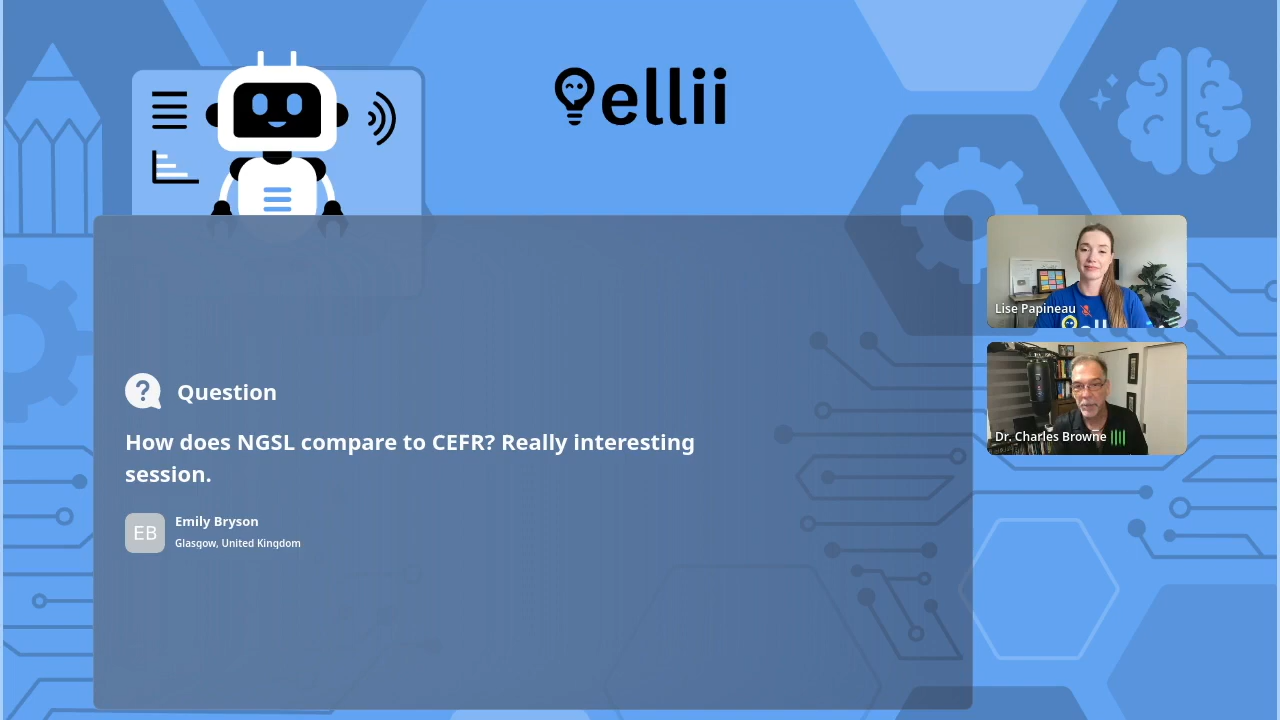 ellii
Question
How does NGSL compare to CEFR? Really interesting
session.
EB
Emily Bryson
Glasgow, United Kingdom
Lise Papineau
Dr. Charles Browne